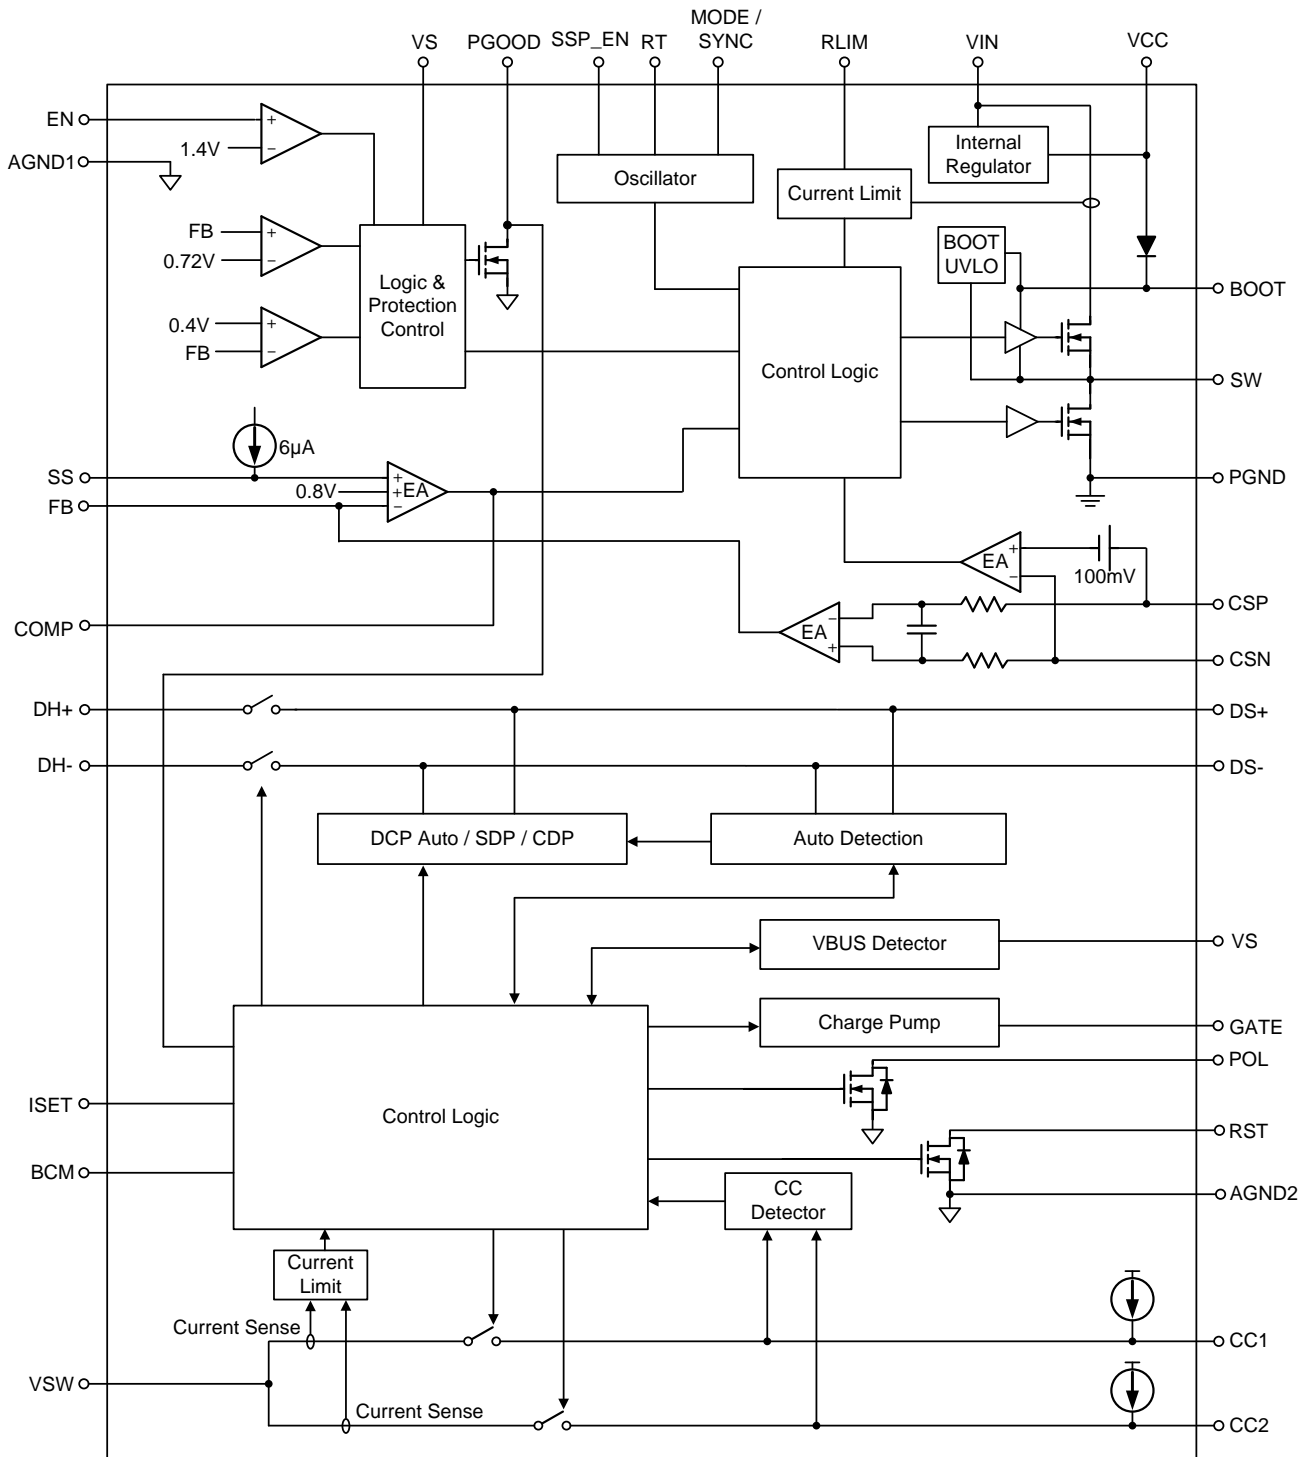 MODE /
VS PGOOD SSP_EN RT SYNC RLIM VIN VCC
EN
+
−
1.4V
AGND1
Oscillator
Internal
Regulator
Current Limit
FB
+
0.72V
−
Logic &
Protection
Control
BOOT
UVLO
BOOT
0.4V
+
FB
−
Control Logic
SW
6µA
SS
+
0.8V
+
EA
FB
−
PGND
EA
+
−
100mV
CSP
COMP
EA
−
+
CSN
DH+
DS+
DH-
DS-
DCP Auto / SDP / CDP
Auto Detection
VBUS Detector
VS
Charge Pump
GATE
POL
ISET
Control Logic
RST
BCM
CC
Detector
AGND2
Current
Limit
Current Sense
CC1
VSW
Current Sense
CC2